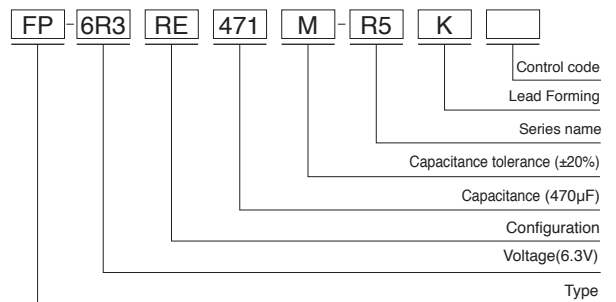 FP-6R3 RE 471 M-R5 K
Control code
Lead Forming
Series name
Capacitance tolerance (±20%)
Capacitance (470μF)
Configuration
Voltage(6.3V)
Type